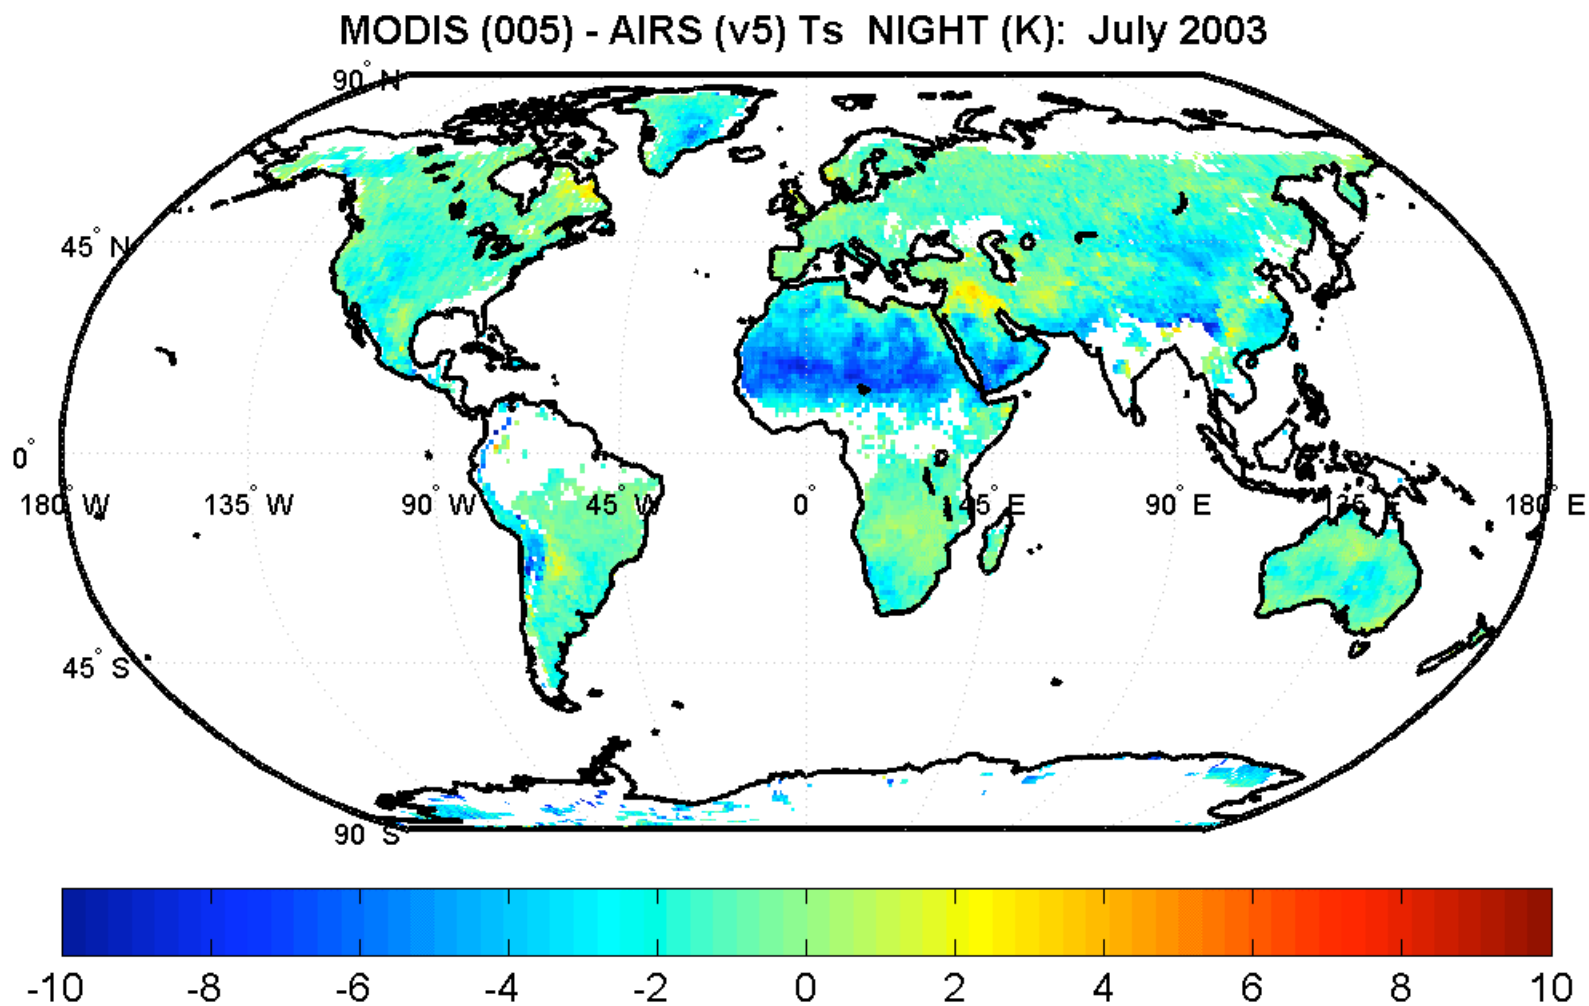 MODIS (005) - AIRS (v5) Ts NIGHT (K): July 2003
90° N
45° N
0°
180° W 135° W 90° W 45° W 0° 45° E 90° E 135° E 180° E
45° S
90° S
-10 -8 -6 -4 -2 0 2 4 6 8 10